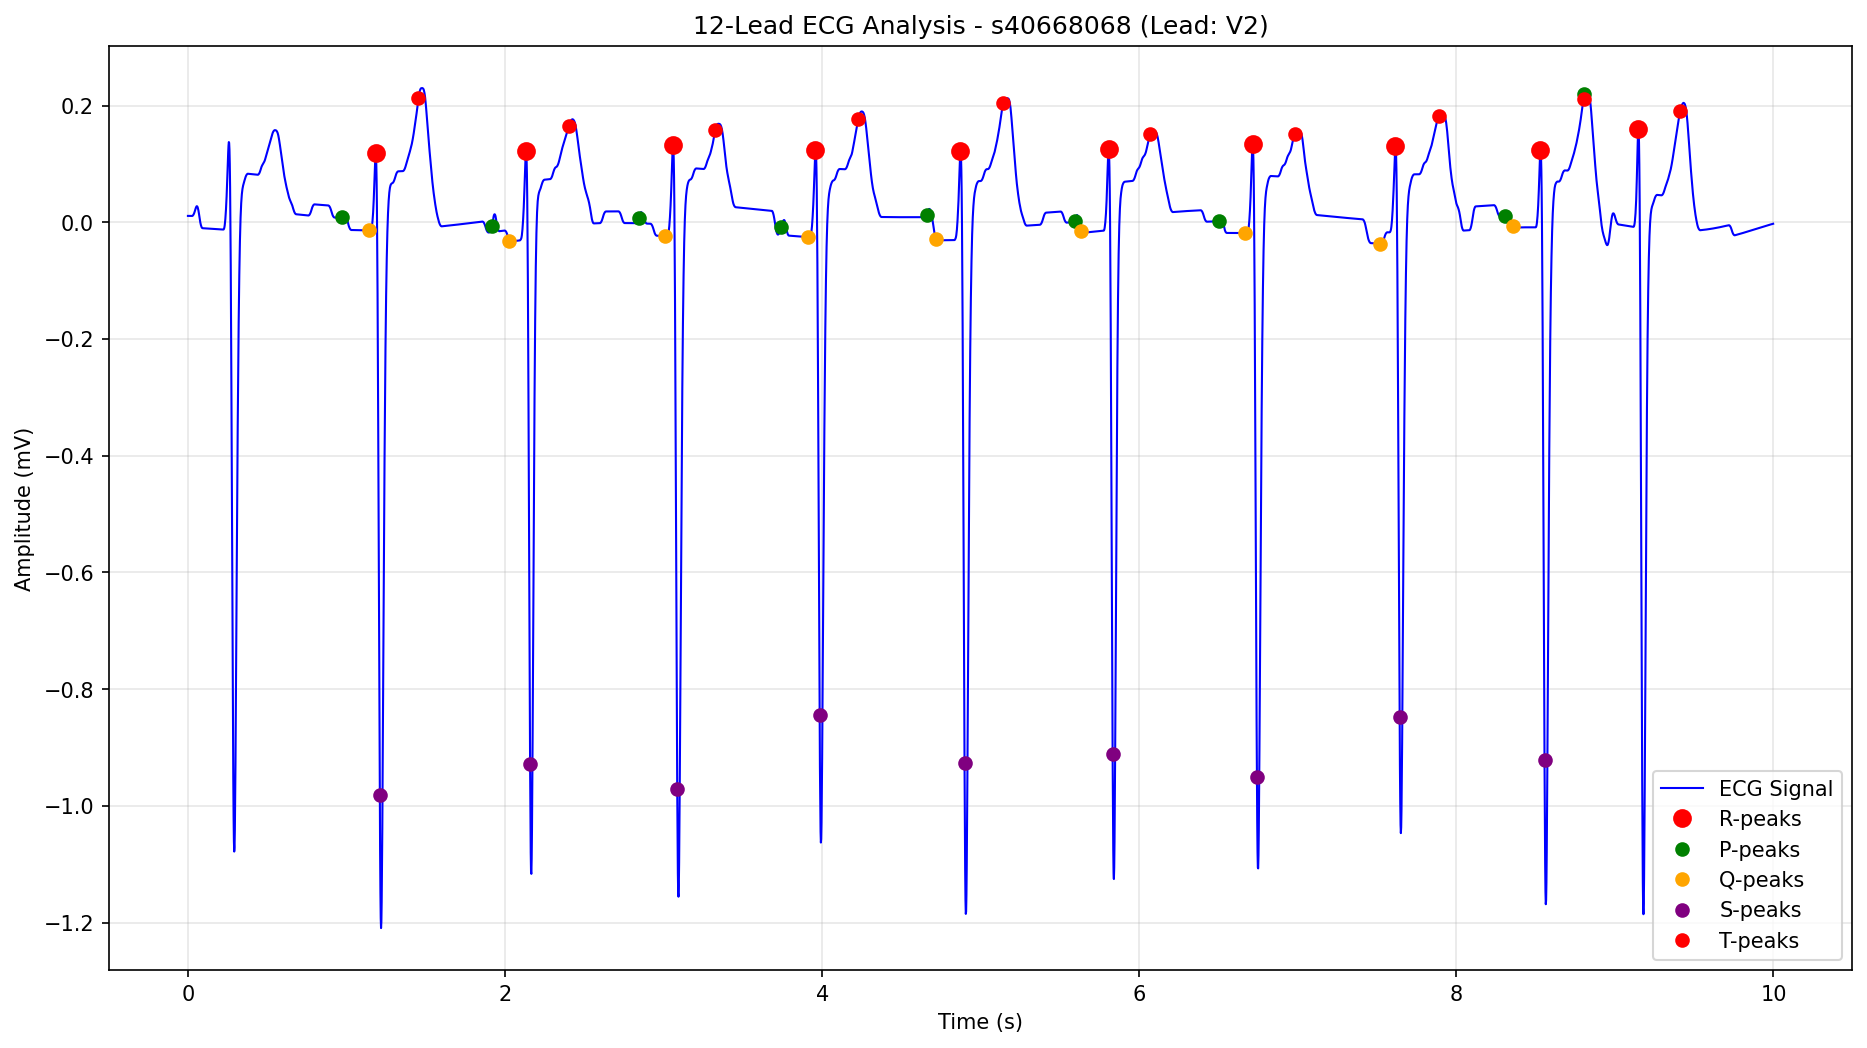 12-Lead ECG Analysis - s40668068 (Lead: V2)
0.2
0.0
−0.2
−0.4
−0.6
−0.8
−1.0
−1.2
Amplitude (mV)
0
2
4
6
8
10
Time (s)
ECG Signal
R-peaks
P-peaks
Q-peaks
S-peaks
T-peaks